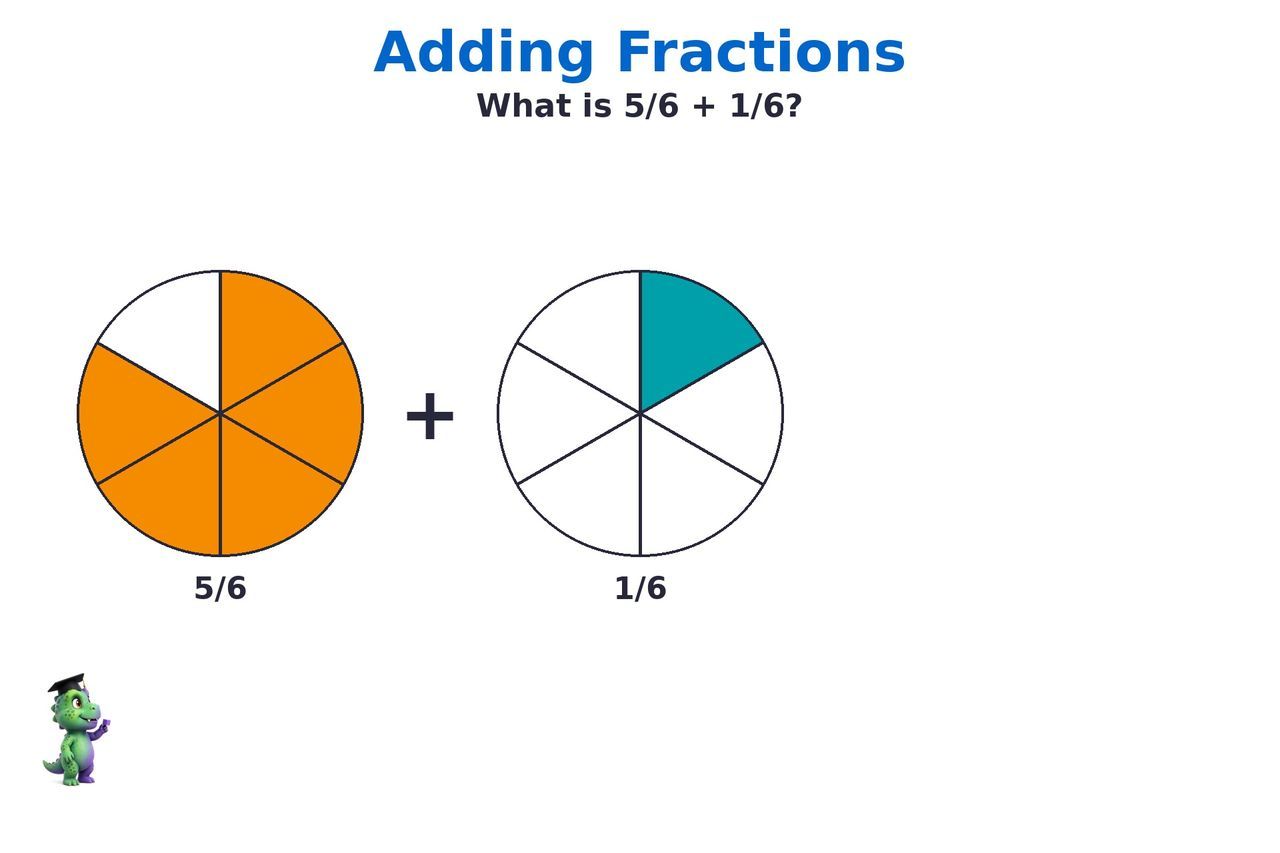 Adding Fractions
What is 5/6 + 1/6?
+
5/6
1/6